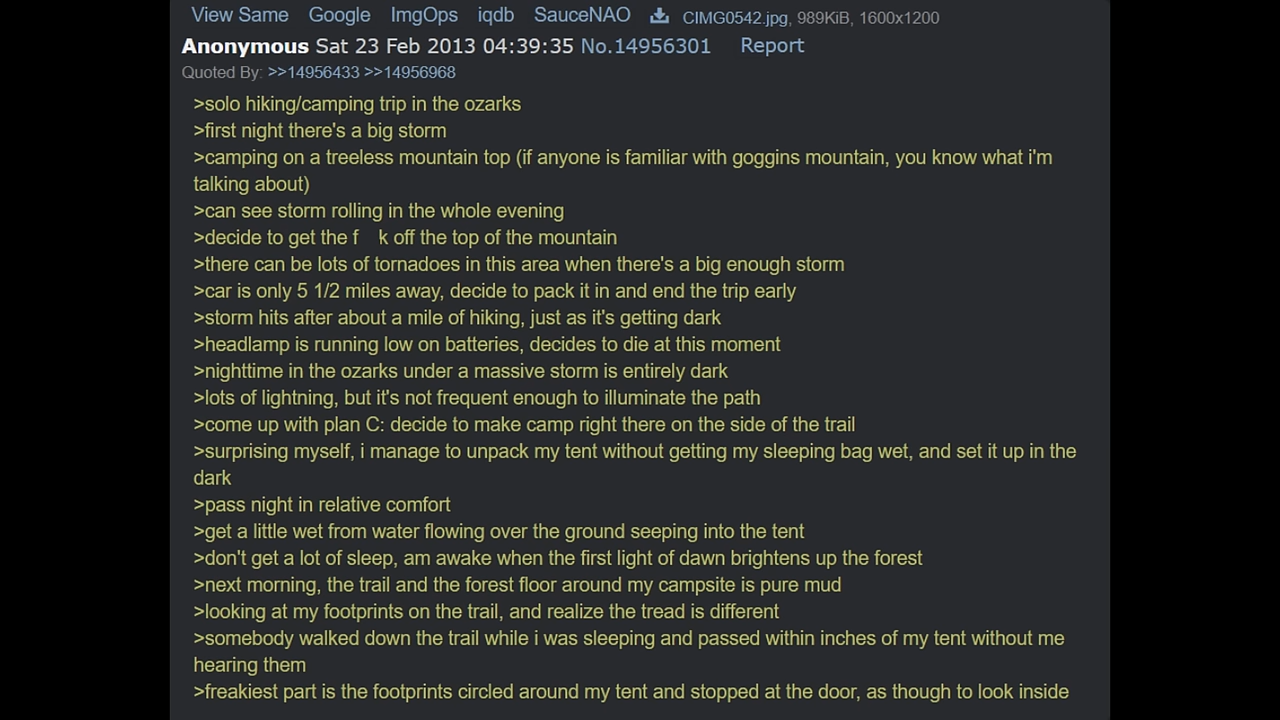 View Same Google ImgOps iqdb SauceNAO CIMG0542.jpg, 989KiB, 1600x1200
Anonymous Sat 23 Feb 2013 04:39:35 No.14956301 Report
Quoted By: >>14956433 >>14956968
>solo hiking/camping trip in the ozarks
>first night there's a big storm
>camping on a treeless mountain top (if anyone is familiar with goggins mountain, you know what i'm
talking about)
>can see storm rolling in the whole evening
>decide to get the f k off the top of the mountain
>there can be lots of tornadoes in this area when there's a big enough storm
>car is only 5 1/2 miles away, decide to pack it in and end the trip early
>storm hits after about a mile of hiking, just as it's getting dark
>headlamp is running low on batteries, decides to die at this moment
>nighttime in the ozarks under a massive storm is entirely dark
>lots of lightning, but it's not frequent enough to illuminate the path
>come up with plan C: decide to make camp right there on the side of the trail
>surprising myself, i manage to unpack my tent without getting my sleeping bag wet, and set it up in the
dark
>pass night in relative comfort
>get a little wet from water flowing over the ground seeping into the tent
>don't get a lot of sleep, am awake when the first light of dawn brightens up the forest
>next morning, the trail and the forest floor around my campsite is pure mud
>looking at my footprints on the trail, and realize the tread is different
>somebody walked down the trail while i was sleeping and passed within inches of my tent without me
hearing them
>freakiest part is the footprints circled around my tent and stopped at the door, as though to look inside